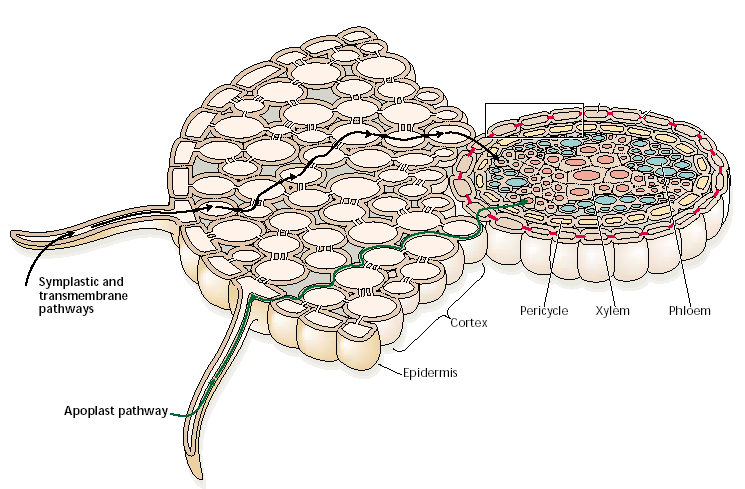 Symplastic and
transmembrane
pathways
Pericycle
Xylem
Phloem
Cortex
Epidermis
Apoplast pathway